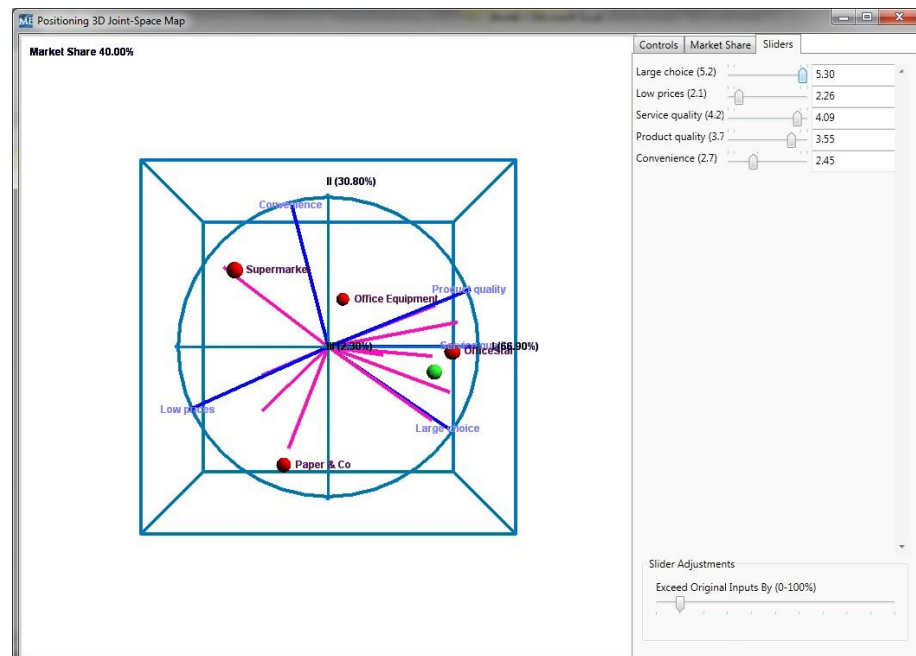 Positioning 3D Joint-Space Map
Market Share 40.00%
Controls Market Share Sliders
Large choice (5.2) 5.30
Low prices (2.1) 2.26
Service quality (4.2) 4.09
Product quality (3.7 3.55
Convenience (2.7) 2.45
II (30.80%)
Convenience
Supermarket
Office Equipment
Product quality
III (2.30%)
I (66.90%)
OfficeStar
Low prices
Large choice
Paper & Co
Slider Adjustments
Exceed Original Inputs By (0-100%)